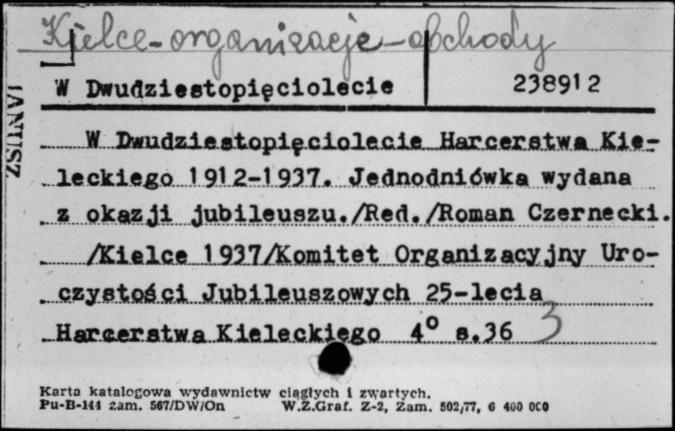 Kielce-organizacje-obchody
W Dwudziestopięciolecie 238912
JANUSZ
W Dwudziestopięciolecie Harcerstwa Kie-
leckiego 1912-1937. Jednodniówka wydana
z okazji jubileuszu./Red./Roman Czernecki.
/Kielce 1937/Komitet Organizacyjny Uro-
czystości Jubileuszowych 25-lecia
Harcerstwa Kieleckiego 4° s.36 3
Karta katalogowa wydawnictw ciągłych i zwartych.
Pu-B-144 zam. 567/DW/On W.Z.Graf. Z-2, Zam. 502/77, 6 400 000